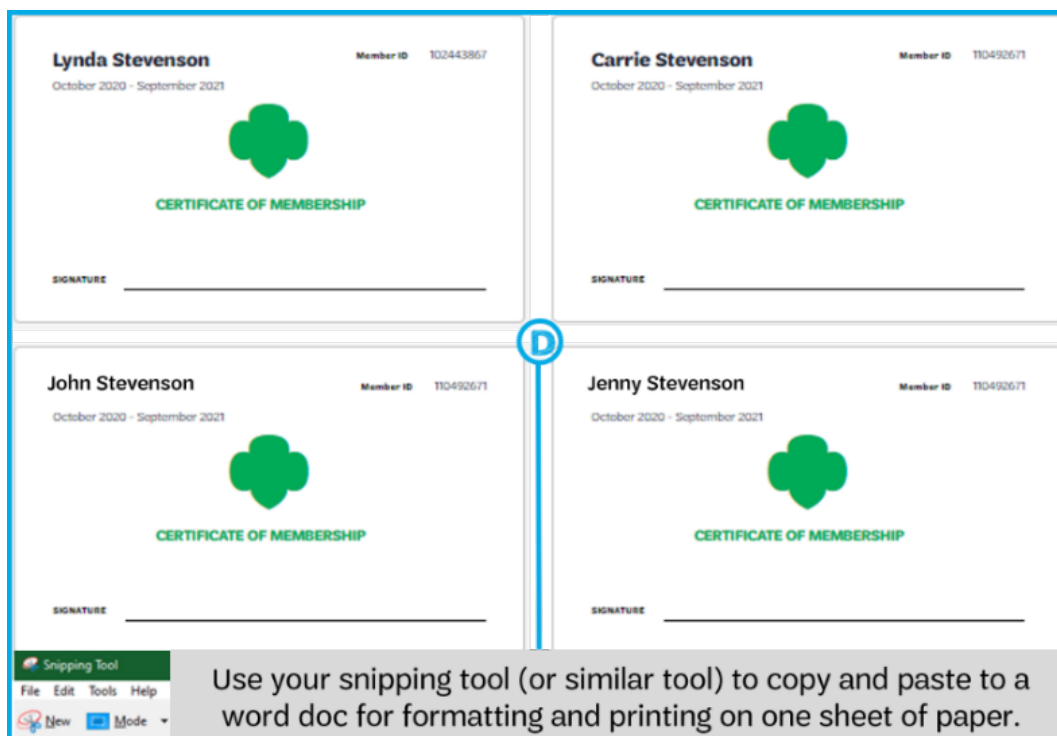 Lynda Stevenson Member ID 102443867
October 2020 - September 2021
CERTIFICATE OF MEMBERSHIP
SIGNATURE
Carrie Stevenson Member ID 110492671
October 2020 - September 2021
CERTIFICATE OF MEMBERSHIP
SIGNATURE
D
John Stevenson Member ID 110492671
October 2020 - September 2021
CERTIFICATE OF MEMBERSHIP
SIGNATURE
Jenny Stevenson Member ID 110492671
October 2020 - September 2021
CERTIFICATE OF MEMBERSHIP
SIGNATURE
Snipping Tool
File Edit Tools Help
New Mode
Use your snipping tool (or similar tool) to copy and paste to a
word doc for formatting and printing on one sheet of paper.